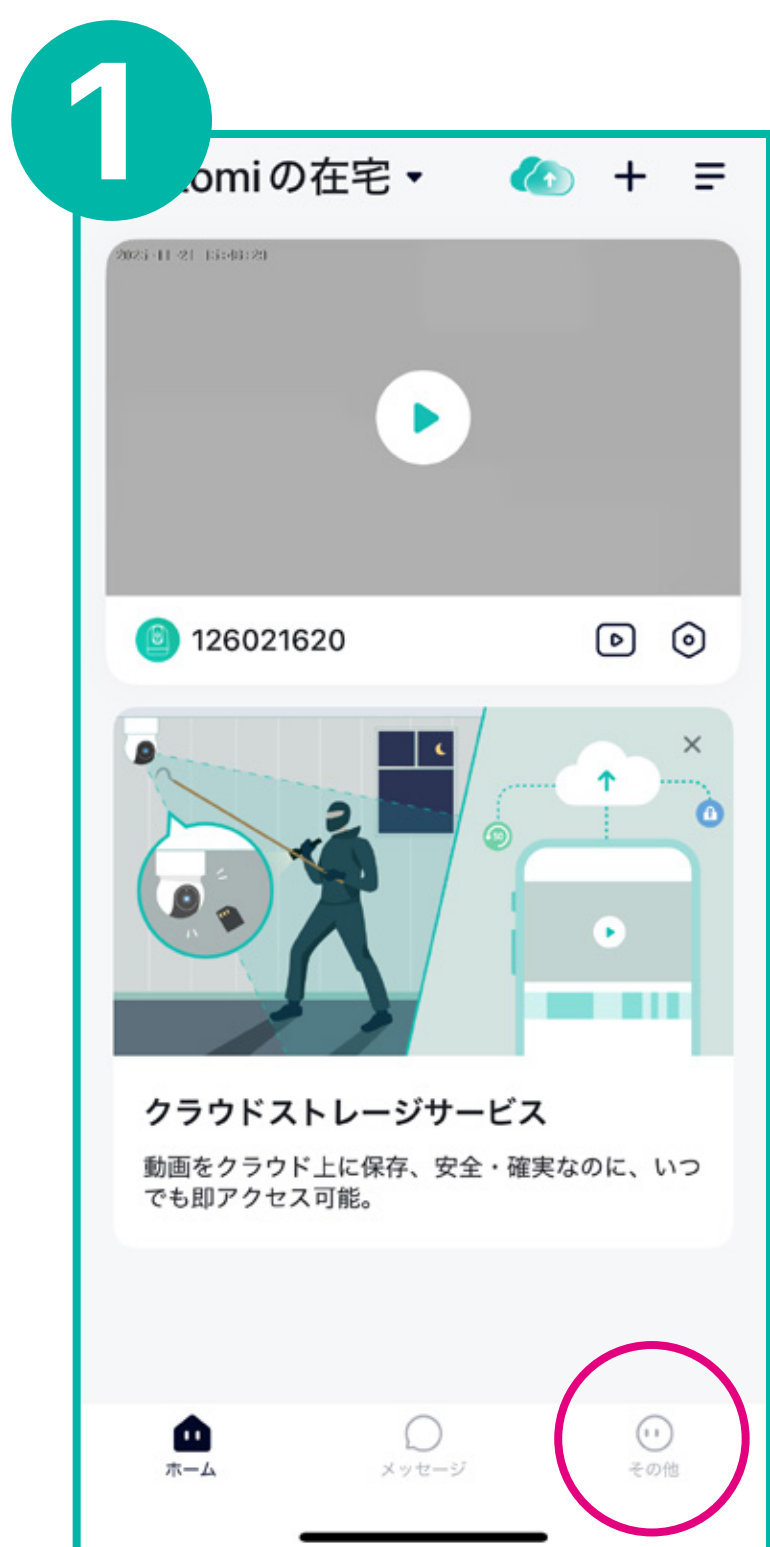 1
omiの在宅
126021620
クラウドストレージサービス
動画をクラウド上に保存、安全・確実なのに、いつ
でも即アクセス可能。
ホーム
メッセージ
その他